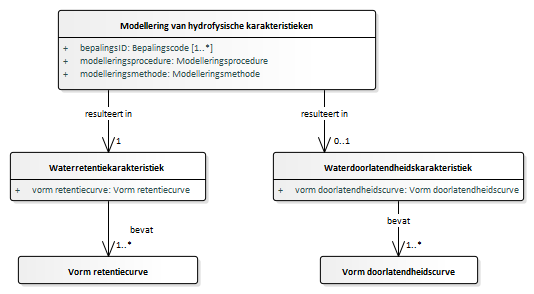 Modellering van hydrofysische karakteristieken
+ bepalingsID: Bepalingscode [1..*]
+ modelleringsprocedure: Modelleringsprocedure
+ modelleringsmethode: Modelleringsmethode
resulteert in
resulteert in
1
0..1
Waterretentiekarakteristiek
+ vorm retentiecurve: Vorm retentiecurve
Waterdoorlatendheidskarakteristiek
+ vorm doorlatendheidscurve: Vorm doorlatendheidscurve
bevat
bevat
1..*
1..*
Vorm retentiecurve
Vorm doorlatendheidscurve